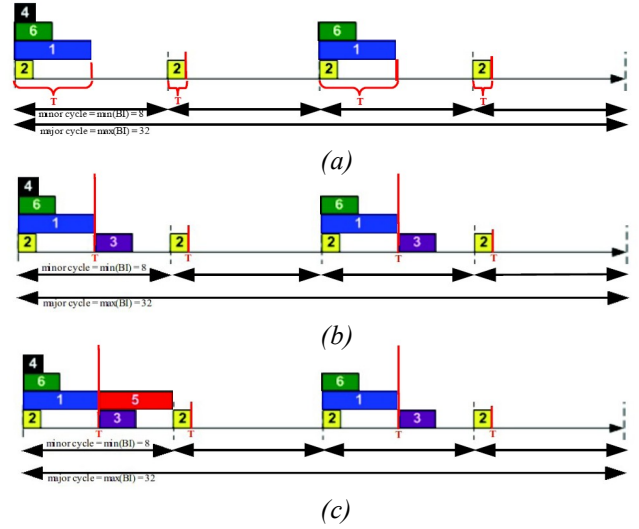 4
6 6
1 1
2 2 2 2
T T T T
minor cycle = min(BI) = 8
major cycle = max(BI) = 32
(a)
4
6 6
1 1
2 3 2 2 3 2
T T T T
minor cycle = min(BI) = 8
major cycle = max(BI) = 32
(b)
4
6 6
1 5 1
2 3 2 2 3 2
T T T T
minor cycle = min(BI) = 8
major cycle = max(BI) = 32
(c)